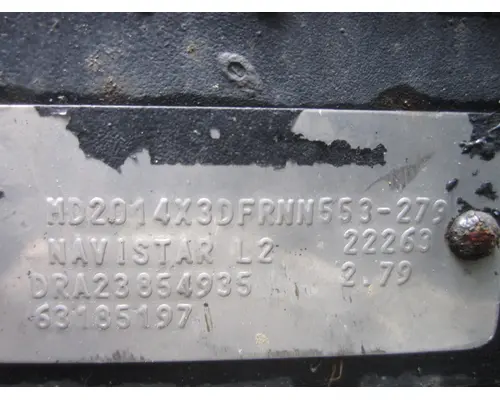 MD2014X3DFRNN553-279
NAVISTAR L2 22263
DRA23854935 2.79
63185197